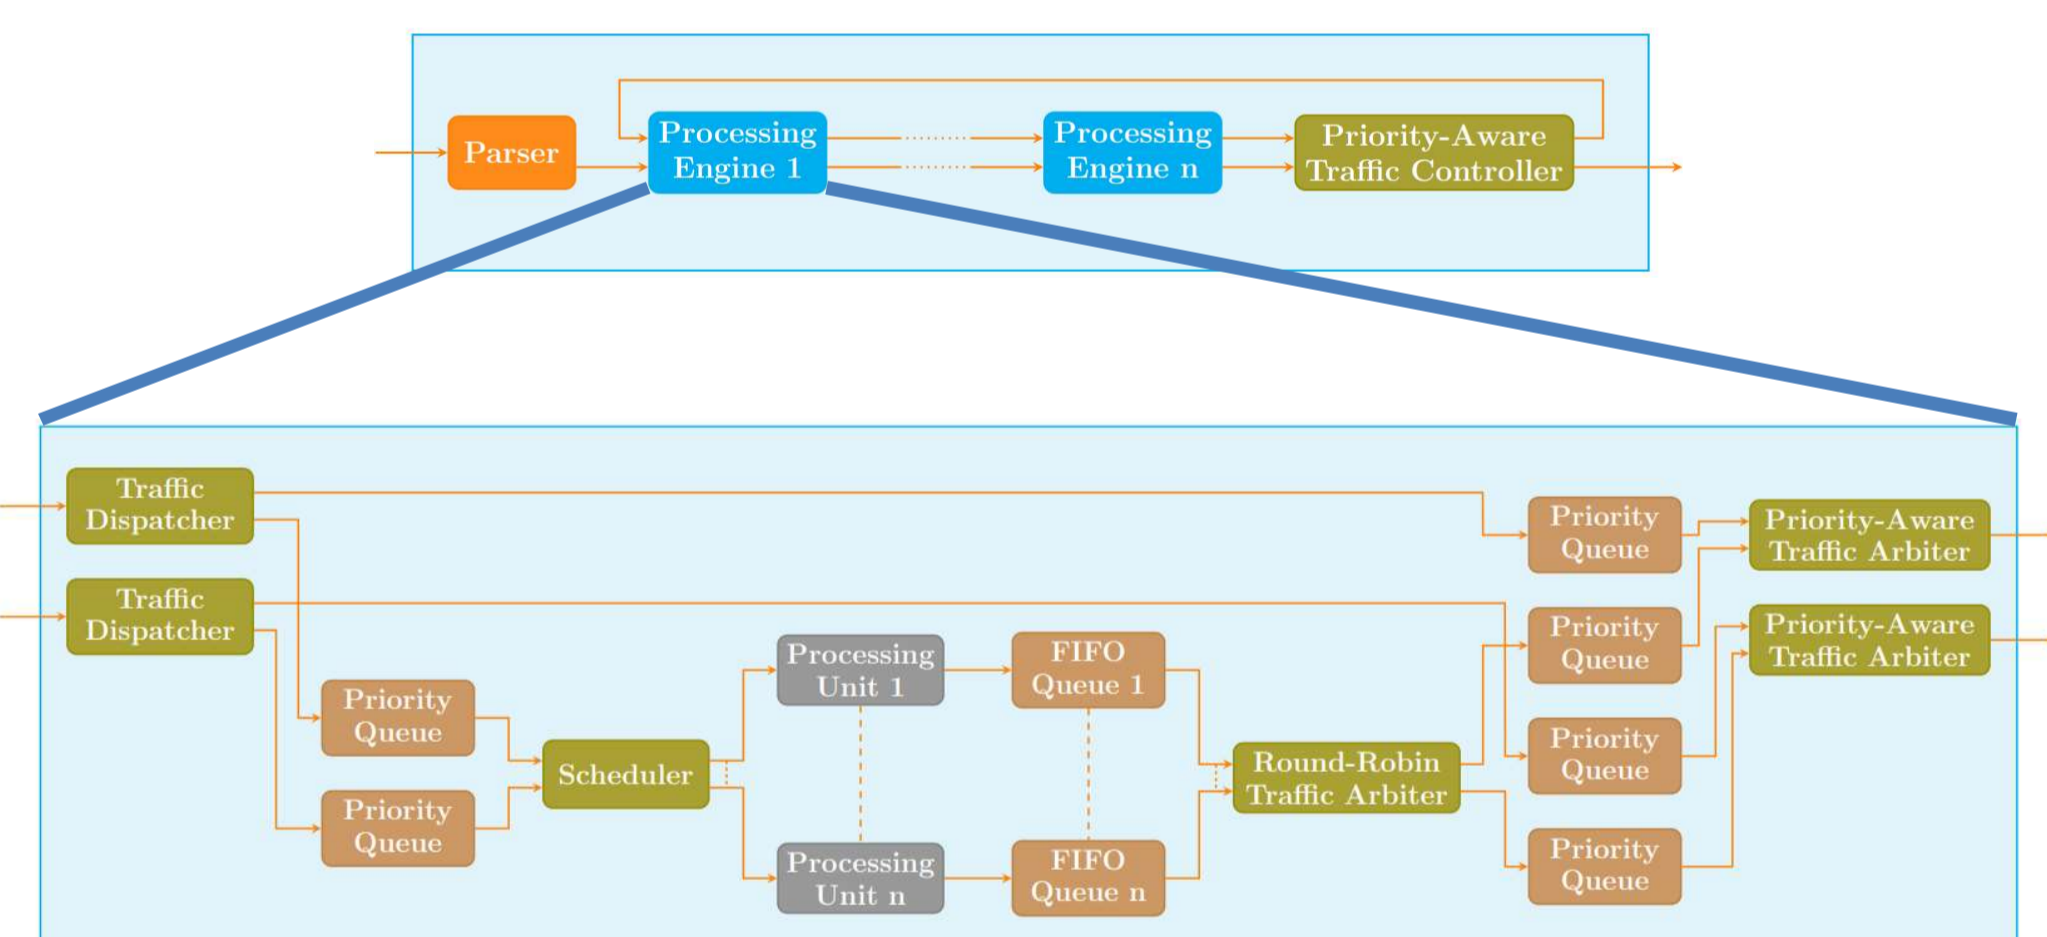 Parser
Processing
Engine 1
Processing
Engine n
Priority-Aware
Traffic Controller
Traffic
Dispatcher
Traffic
Dispatcher
Priority
Queue
Priority
Queue
Scheduler
Processing
Unit 1
Processing
Unit n
FIFO
Queue 1
FIFO
Queue n
Round-Robin
Traffic Arbiter
Priority
Queue
Priority
Queue
Priority
Queue
Priority
Queue
Priority-Aware
Traffic Arbiter
Priority-Aware
Traffic Arbiter